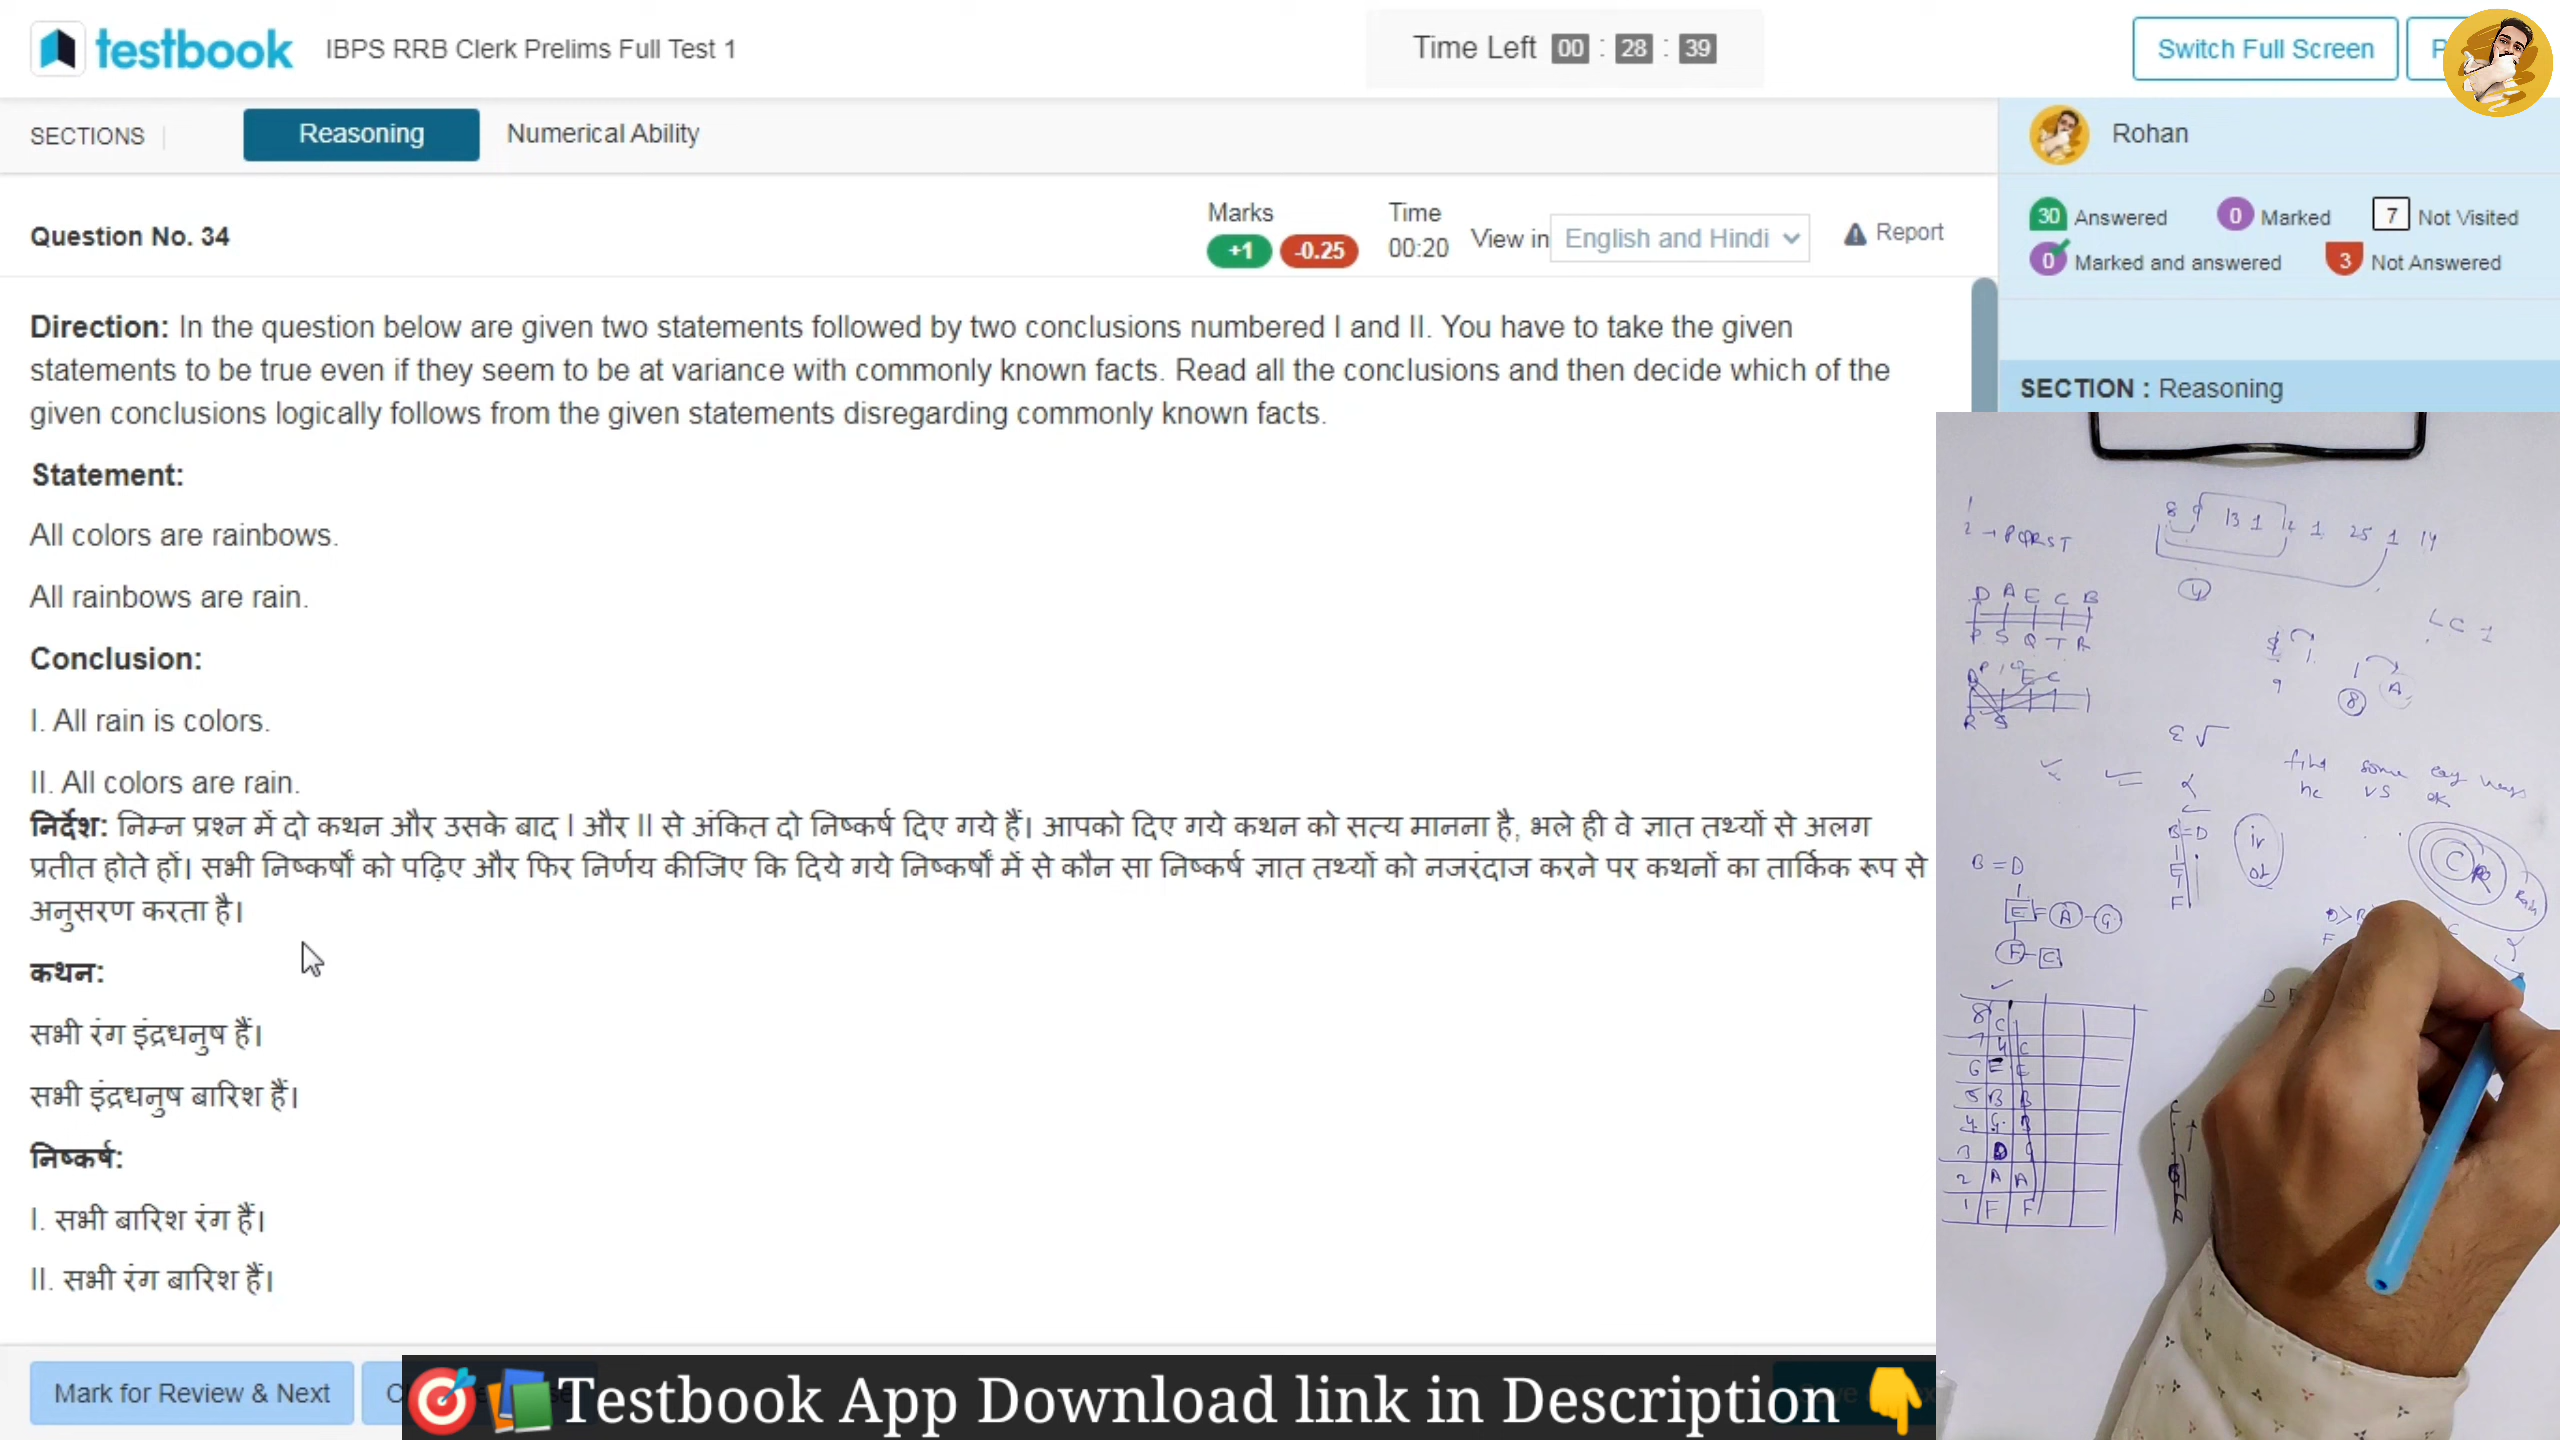 testbook
IBPS RRB Clerk Prelims Full Test 1
Time Left 00 : 28 : 39
Switch Full Screen
SECTIONS
Reasoning
Numerical Ability
Rohan
Question No. 34
Marks
+1 -0.25
Time
00:20
View in English and Hindi
Report
30 Answered
0 Marked
7 Not Visited
0 Marked and answered
3 Not Answered
SECTION : Reasoning
Direction: In the question below are given two statements followed by two conclusions numbered I and II. You have to take the given
statements to be true even if they seem to be at variance with commonly known facts. Read all the conclusions and then decide which of the
given conclusions logically follows from the given statements disregarding commonly known facts.
Statement:
All colors are rainbows.
All rainbows are rain.
Conclusion:
I. All rain is colors.
II. All colors are rain.
निर्देश: निम्न प्रश्न में दो कथन और उसके बाद I और II से अंकित दो निष्कर्ष दिए गये हैं। आपको दिए गये कथन को सत्य मानना है, भले ही वे ज्ञात तथ्यों से अलग
प्रतीत होते हों। सभी निष्कर्षों को पढ़िए और फिर निर्णय कीजिए कि दिये गये निष्कर्षों में से कौन सा निष्कर्ष ज्ञात तथ्यों को नजरंदाज करने पर कथनों का तार्किक रूप से
अनुसरण करता है।
कथन:
सभी रंग इंद्रधनुष हैं।
सभी इंद्रधनुष बारिश हैं।
निष्कर्ष:
I. सभी बारिश रंग हैं।
II. सभी रंग बारिश हैं।
Mark for Review & Next
Testbook App Download link in Description
PQRST
D A E C B
P S Q T R
B = D
E = A - G
F - C